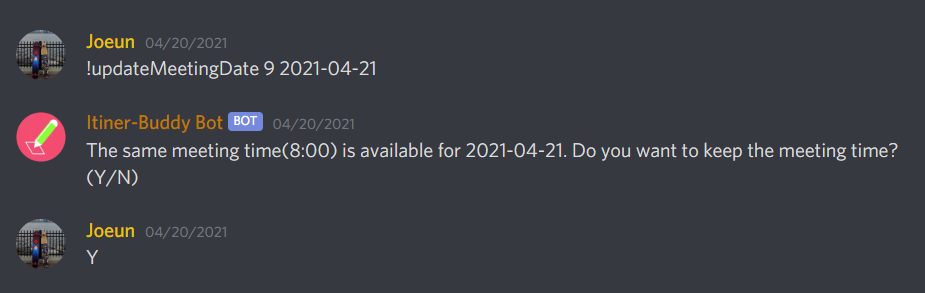 Joeun 04/20/2021
!updateMeetingDate 9 2021-04-21
Itiner-Buddy Bot BOT 04/20/2021
The same meeting time(8:00) is available for 2021-04-21. Do you want to keep the meeting time?
(Y/N)
Joeun 04/20/2021
Y